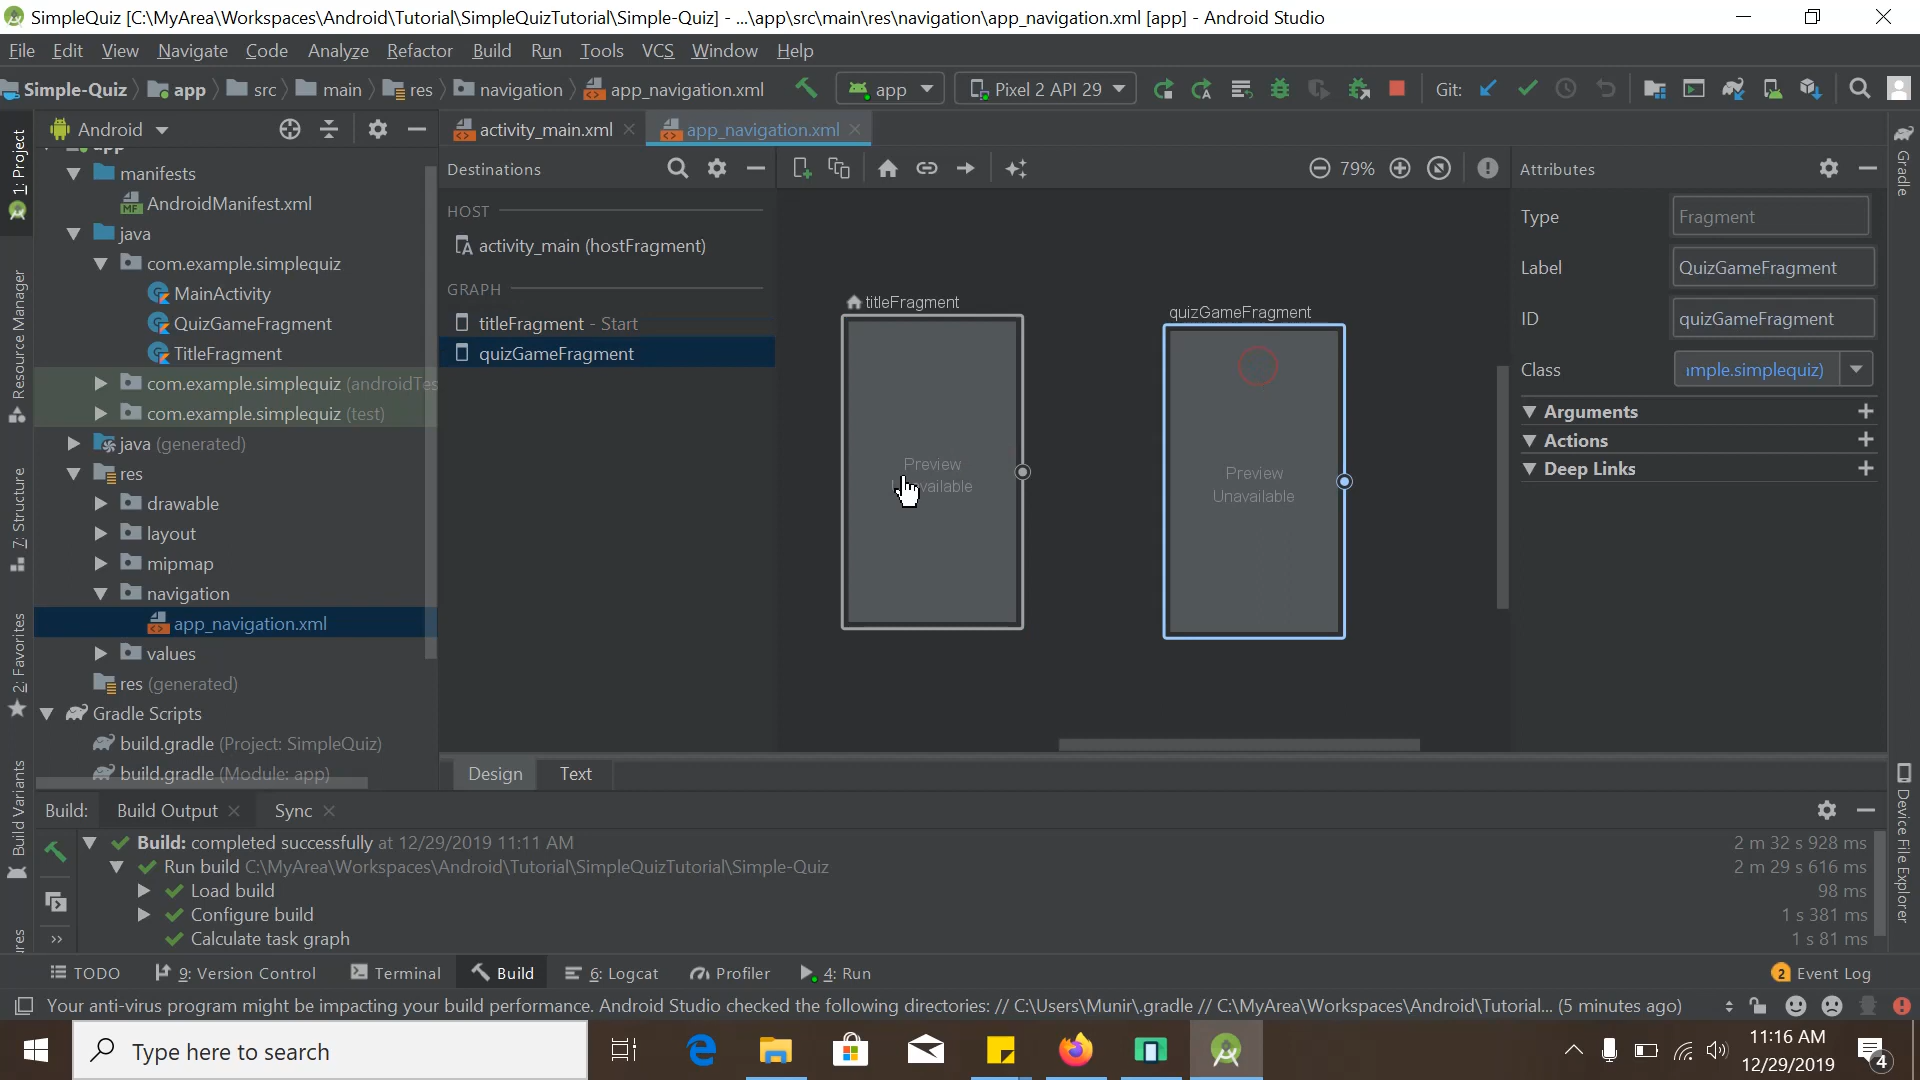 SimpleQuiz [C:\MyArea\Workspaces\Android\Tutorial\SimpleQuizTutorial\Simple-Quiz] - ...\app\src\main\res\navigation\app_navigation.xml [app] - Android Studio
File Edit View Navigate Code Analyze Refactor Build Run Tools VCS Window Help
Simple-Quiz app src main res navigation app_navigation.xml app Pixel 2 API 29 Git:
Android
activity_main.xml app_navigation.xml
1: Project
Resource Manager
7: Structure
2: Favorites
Build Variants
app
manifests
AndroidManifest.xml
java
com.example.simplequiz
MainActivity
QuizGameFragment
TitleFragment
com.example.simplequiz (androidTes
com.example.simplequiz (test)
java (generated)
res
drawable
layout
mipmap
navigation
app_navigation.xml
values
res (generated)
Gradle Scripts
build.gradle (Project: SimpleQuiz)
build.gradle (Module: app)
Destinations
HOST
activity_main (hostFragment)
GRAPH
titleFragment - Start
quizGameFragment
79%
titleFragment
Preview
vailable
quizGameFragment
Preview
Unavailable
Design Text
Attributes
Type Fragment
Label QuizGameFragment
ID quizGameFragment
Class ımple.simplequiz)
Arguments
Actions
Deep Links
Gradle
Device File Explorer
Build: Build Output Sync
Build: completed successfully at 12/29/2019 11:11 AM 2 m 32 s 928 ms
Run build C:\MyArea\Workspaces\Android\Tutorial\SimpleQuizTutorial\Simple-Quiz 2 m 29 s 616 ms
Load build 98 ms
Configure build 1 s 381 ms
Calculate task graph 1 s 81 ms
TODO 9: Version Control Terminal Build 6: Logcat Profiler 4: Run 2 Event Log
Your anti-virus program might be impacting your build performance. Android Studio checked the following directories: // C:\Users\Munir\.gradle // C:\MyArea\Workspaces\Android\Tutorial... (5 minutes ago)
Type here to search
11:16 AM
12/29/2019
4